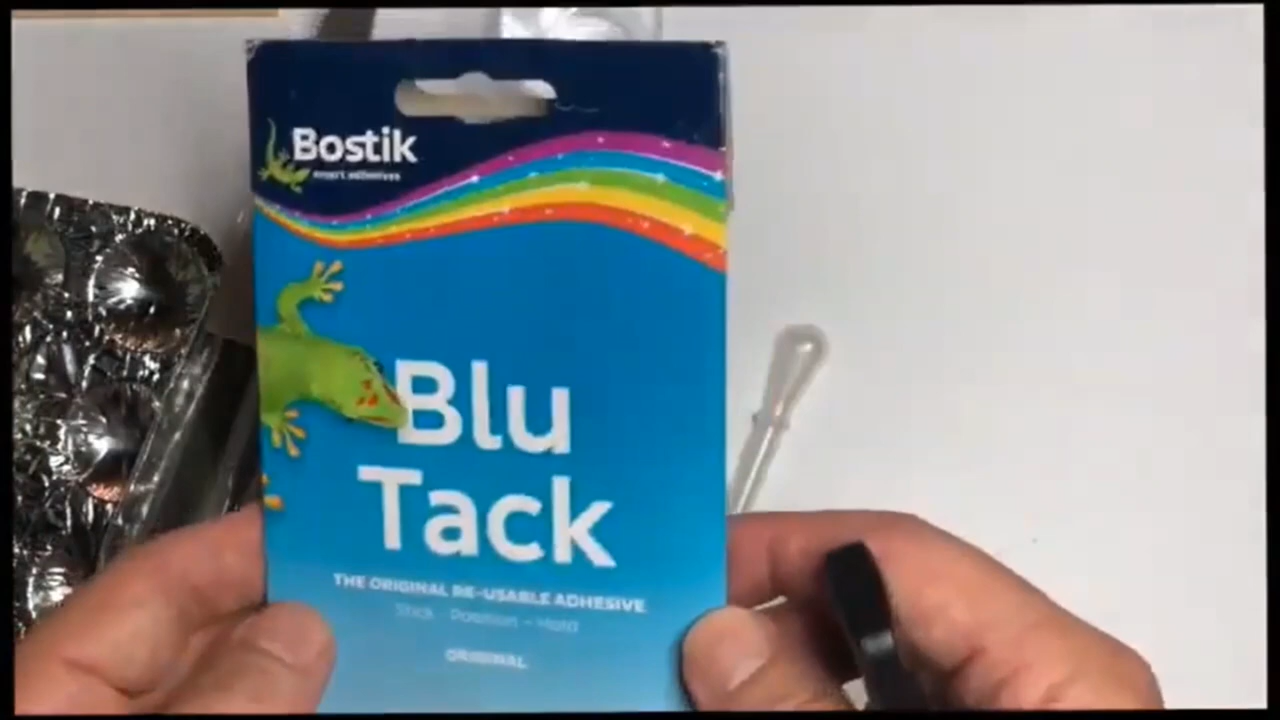 Bostik
smart adhesives
Blu
Tack
THE ORIGINAL RE-USABLE ADHESIVE
Stick - Position - Hold
ORIGINAL